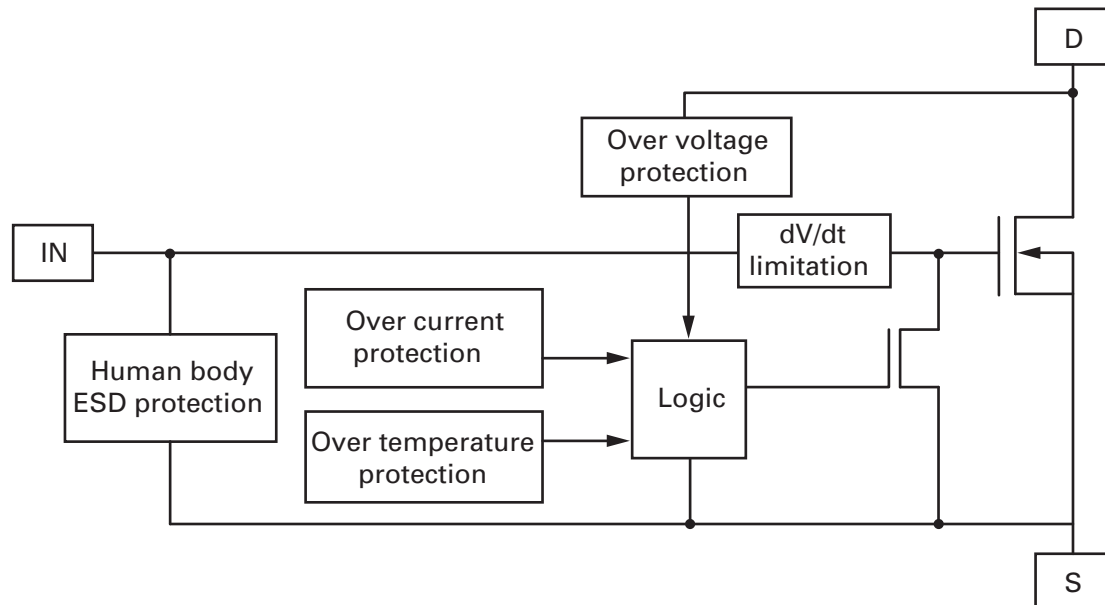 D
Over voltage
protection
IN
dV/dt
limitation
Over current
protection
Human body
ESD protection
Logic
Over temperature
protection
S